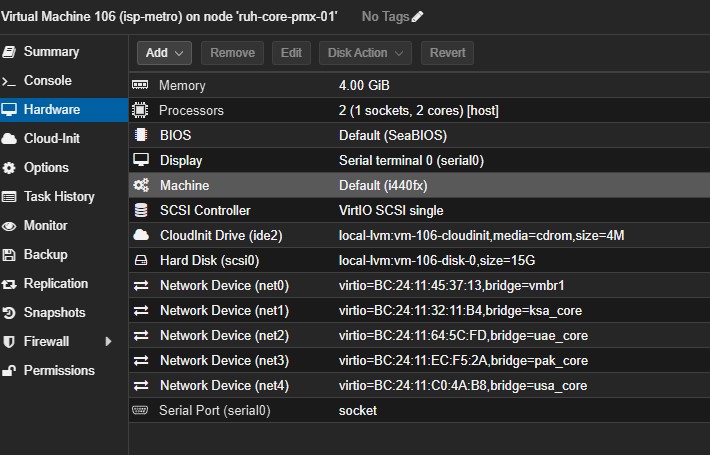 Virtual Machine 106 (isp-metro) on node 'ruh-core-pmx-01' No Tags
Summary
Console
Hardware
Cloud-Init
Options
Task History
Monitor
Backup
Replication
Snapshots
Firewall
Permissions
Add Remove Edit Disk Action Revert
Memory 4.00 GiB
Processors 2 (1 sockets, 2 cores) [host]
BIOS Default (SeaBIOS)
Display Serial terminal 0 (serial0)
Machine Default (i440fx)
SCSI Controller VirtIO SCSI single
CloudInit Drive (ide2) local-lvm:vm-106-cloudinit,media=cdrom,size=4M
Hard Disk (scsi0) local-lvm:vm-106-disk-0,size=15G
Network Device (net0) virtio=BC:24:11:45:37:13,bridge=vmbr1
Network Device (net1) virtio=BC:24:11:32:11:B4,bridge=ksa_core
Network Device (net2) virtio=BC:24:11:64:5C:FD,bridge=uae_core
Network Device (net3) virtio=BC:24:11:EC:F5:2A,bridge=pak_core
Network Device (net4) virtio=BC:24:11:C0:4A:B8,bridge=usa_core
Serial Port (serial0) socket